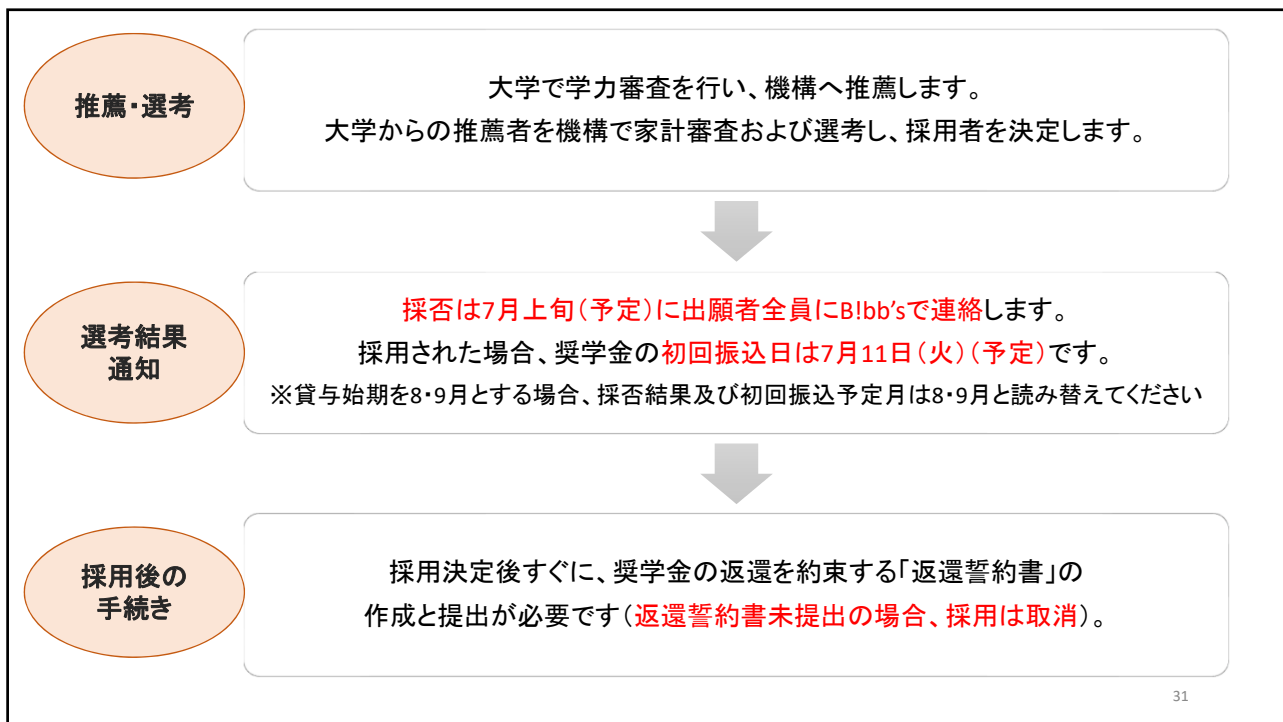 推薦・選考
大学で学力審査を行い、機構へ推薦します。
大学からの推薦者を機構で家計審査および選考し、採用者を決定します。
選考結果
通知
採否は7月上旬（予定）に出願者全員にB!bb'sで連絡します。
採用された場合、奨学金の初回振込日は7月11日（火）（予定）です。
※貸与始期を8・9月とする場合、採否結果及び初回振込予定月は8・9月と読み替えてください
採用後の
手続き
採用決定後すぐに、奨学金の返還を約束する「返還誓約書」の
作成と提出が必要です（返還誓約書未提出の場合、採用は取消）。
31